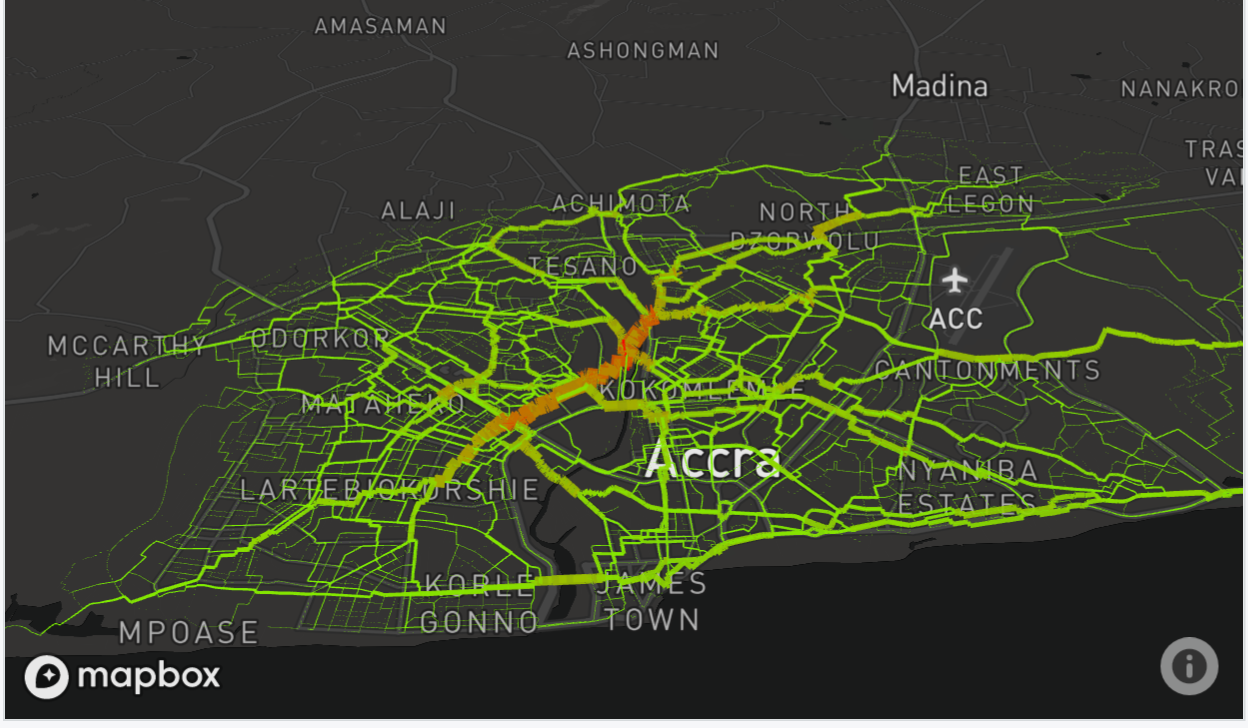 AMASAMAN
ASHONGMAN
Madina
NANAKRO
TRAS
VAL
EAST
LEGON
ALAJI
ACHIMOTA
NORTH
DZORWOLU
TESANO
ACC
MCCARTHY
HILL
ODORKOR
CANTONMENTS
KOKOMLEMLE
MATAHEKO
Accra
NYANIBA
ESTATES
LARTEBIOKORSHIE
KORLE
GONNO
JAMES
TOWN
MPOASE
mapbox